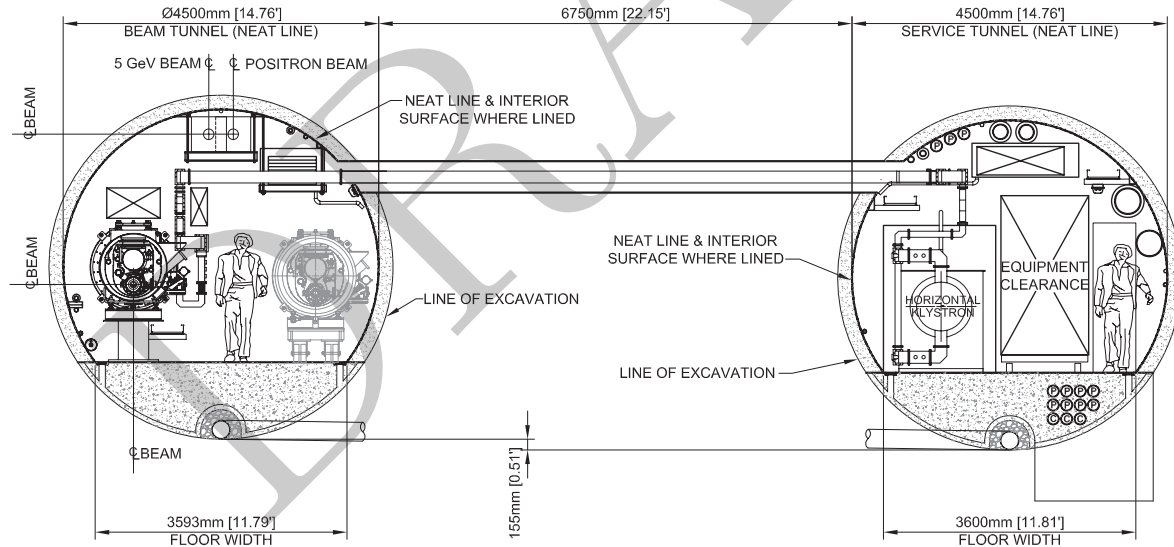 Ø4500mm [14.76']
BEAM TUNNEL (NEAT LINE)
6750mm [22.15']
4500mm [14.76']
SERVICE TUNNEL (NEAT LINE)
5 GeV BEAM ℄
℄ POSITRON BEAM
℄ BEAM
NEAT LINE & INTERIOR
SURFACE WHERE LINED
P P P P
℄ BEAM
NEAT LINE & INTERIOR
SURFACE WHERE LINED
EQUIPMENT
CLEARANCE
LINE OF EXCAVATION
HORIZONTAL
KLYSTRON
LINE OF EXCAVATION
P P P P
P P P P
C C C
℄ BEAM
155mm [0.51']
3593mm [11.79']
FLOOR WIDTH
3600mm [11.81']
FLOOR WIDTH
DRA